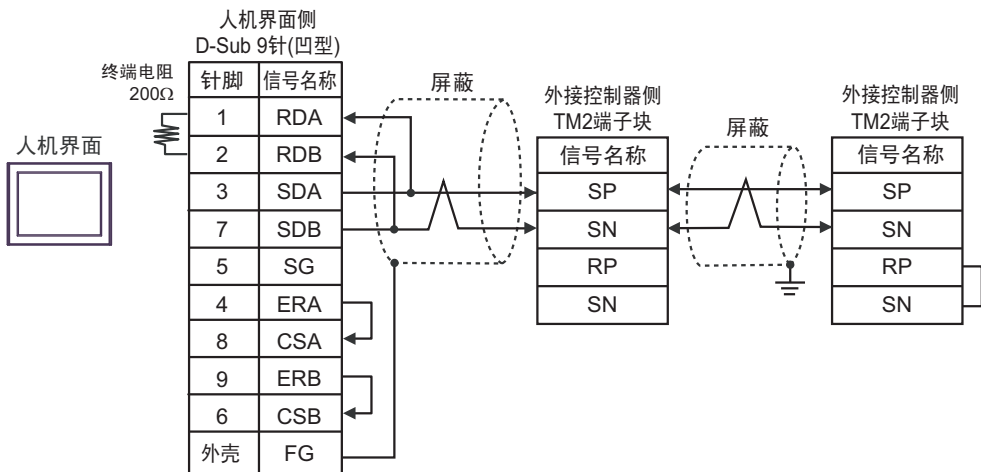 人机界面侧
D-Sub 9针(凹型)
终端电阻
200Ω
人机界面
针脚 信号名称
1 RDA
2 RDB
3 SDA
7 SDB
5 SG
4 ERA
8 CSA
9 ERB
6 CSB
外壳 FG
屏蔽
外接控制器侧
TM2端子块
信号名称
SP
SN
RP
SN
屏蔽
外接控制器侧
TM2端子块
信号名称
SP
SN
RP
SN